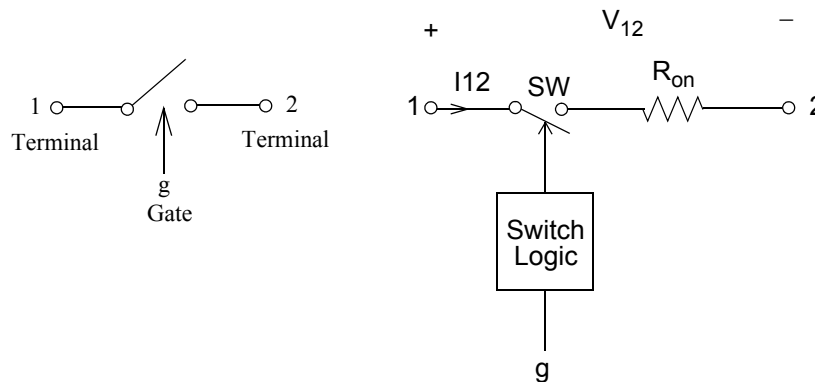 1
2
Terminal
Terminal
g
Gate
+
V12
−
I12
SW
Ron
1
2
Switch
Logic
g